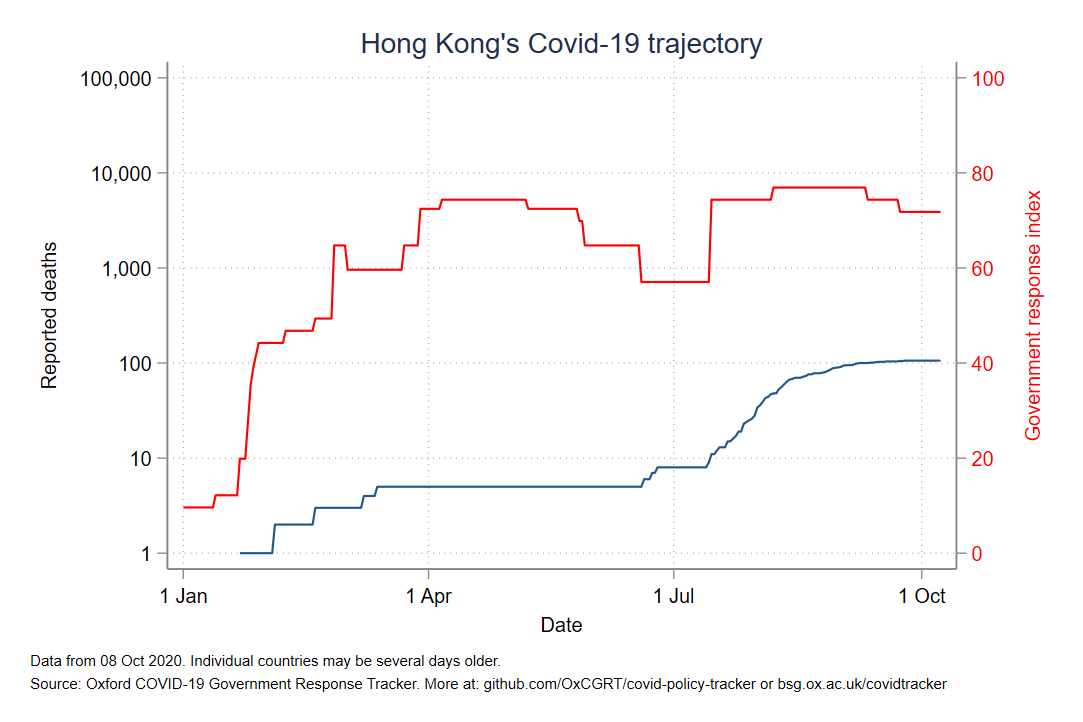 Hong Kong's Covid-19 trajectory
100,000
10,000
1,000
100
10
1
Reported deaths
100
80
60
40
20
0
Government response index
1 Jan
1 Apr
1 Jul
1 Oct
Date
Data from 08 Oct 2020. Individual countries may be several days older.
Source: Oxford COVID-19 Government Response Tracker. More at: github.com/OxCGRT/covid-policy-tracker or bsg.ox.ac.uk/covidtracker